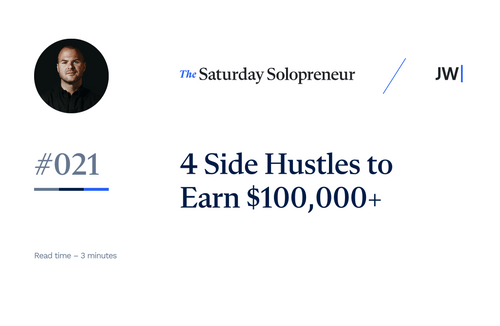 The Saturday Solopreneur
JW
#021
4 Side Hustles to
Earn $100,000+
Read time – 3 minutes